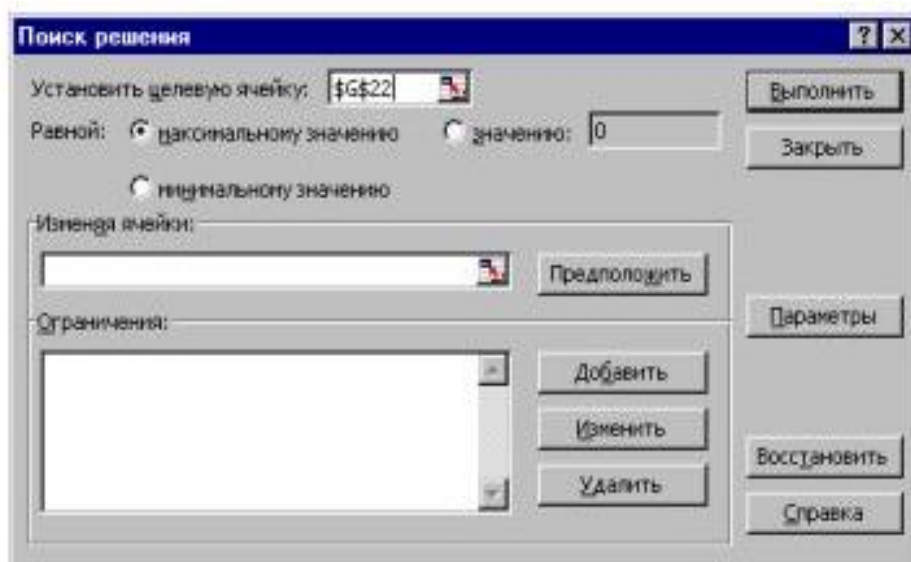 Поиск решения
Установить целевую ячейку: $G$22
Выполнить
Равной: максимальному значению значению: 0
Закрыть
минимальному значению
Изменяя ячейки:
Предположить
Ограничения:
Параметры
Добавить
Изменить
Удалить
Восстановить
Справка